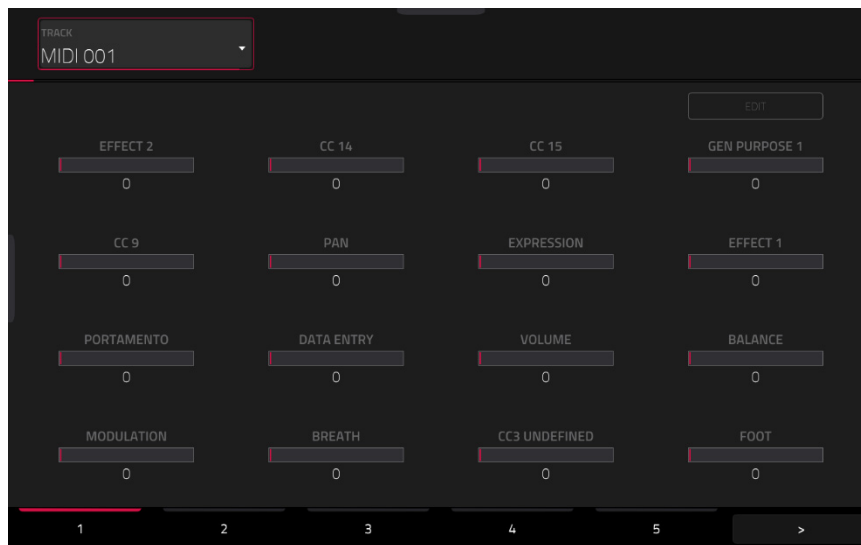 TRACK
MIDI 001
EDIT
EFFECT 2 CC 14 CC 15 GEN PURPOSE 1
0 0 0 0
CC 9 PAN EXPRESSION EFFECT 1
0 0 0 0
PORTAMENTO DATA ENTRY VOLUME BALANCE
0 0 0 0
MODULATION BREATH CC3 UNDEFINED FOOT
0 0 0 0
1 2 3 4 5 >